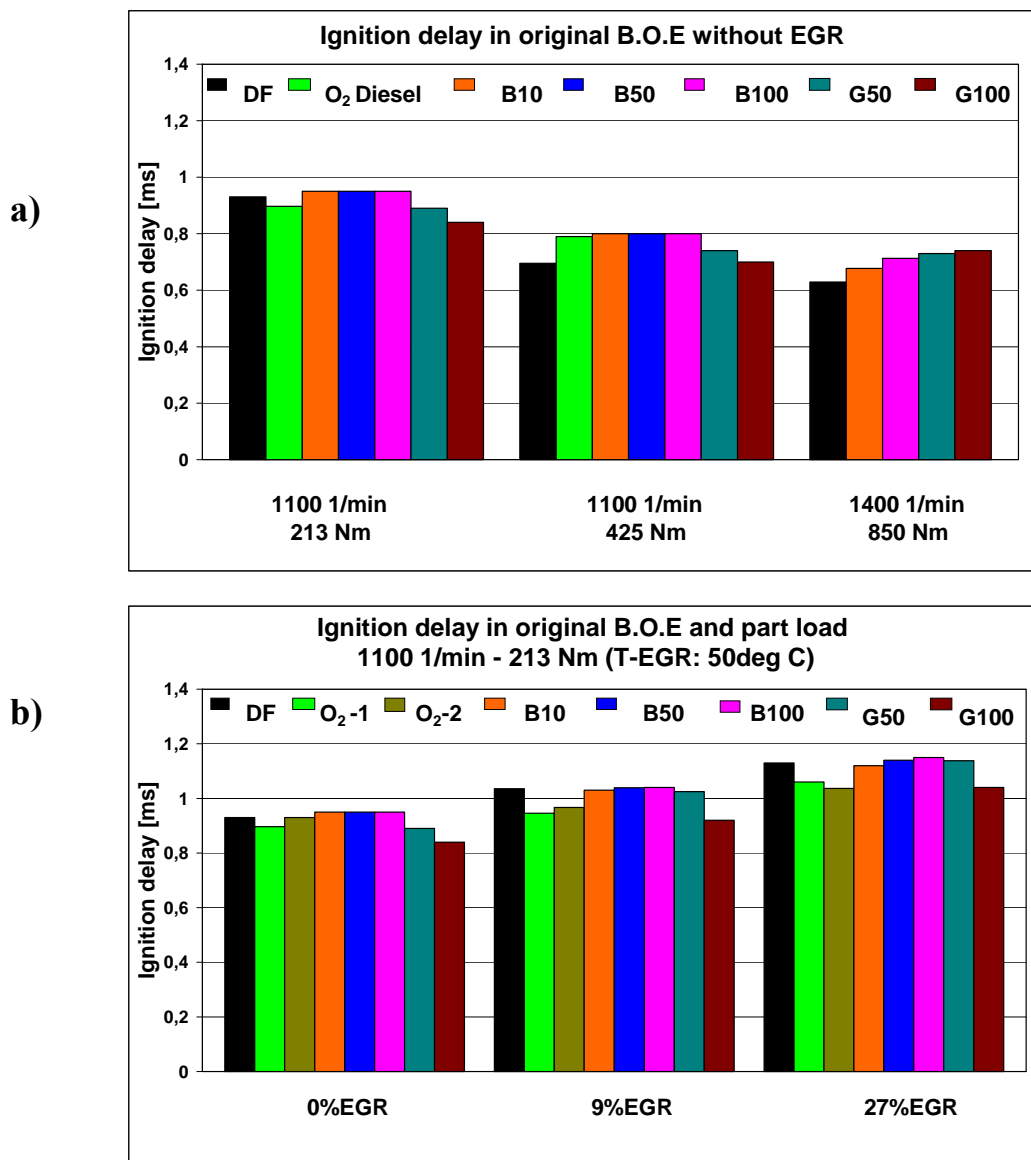 a)
Ignition delay in original B.O.E without EGR
DF O₂ Diesel B10 B50 B100 G50 G100
Ignition delay [ms]
1,4
1,2
1
0,8
0,6
0,4
0,2
0
1100 1/min 1100 1/min 1400 1/min
213 Nm 425 Nm 850 Nm
b)
Ignition delay in original B.O.E and part load
1100 1/min - 213 Nm (T-EGR: 50deg C)
DF O₂ -1 O₂-2 B10 B50 B100 G50 G100
Ignition delay [ms]
1,4
1,2
1
0,8
0,6
0,4
0,2
0
0%EGR 9%EGR 27%EGR